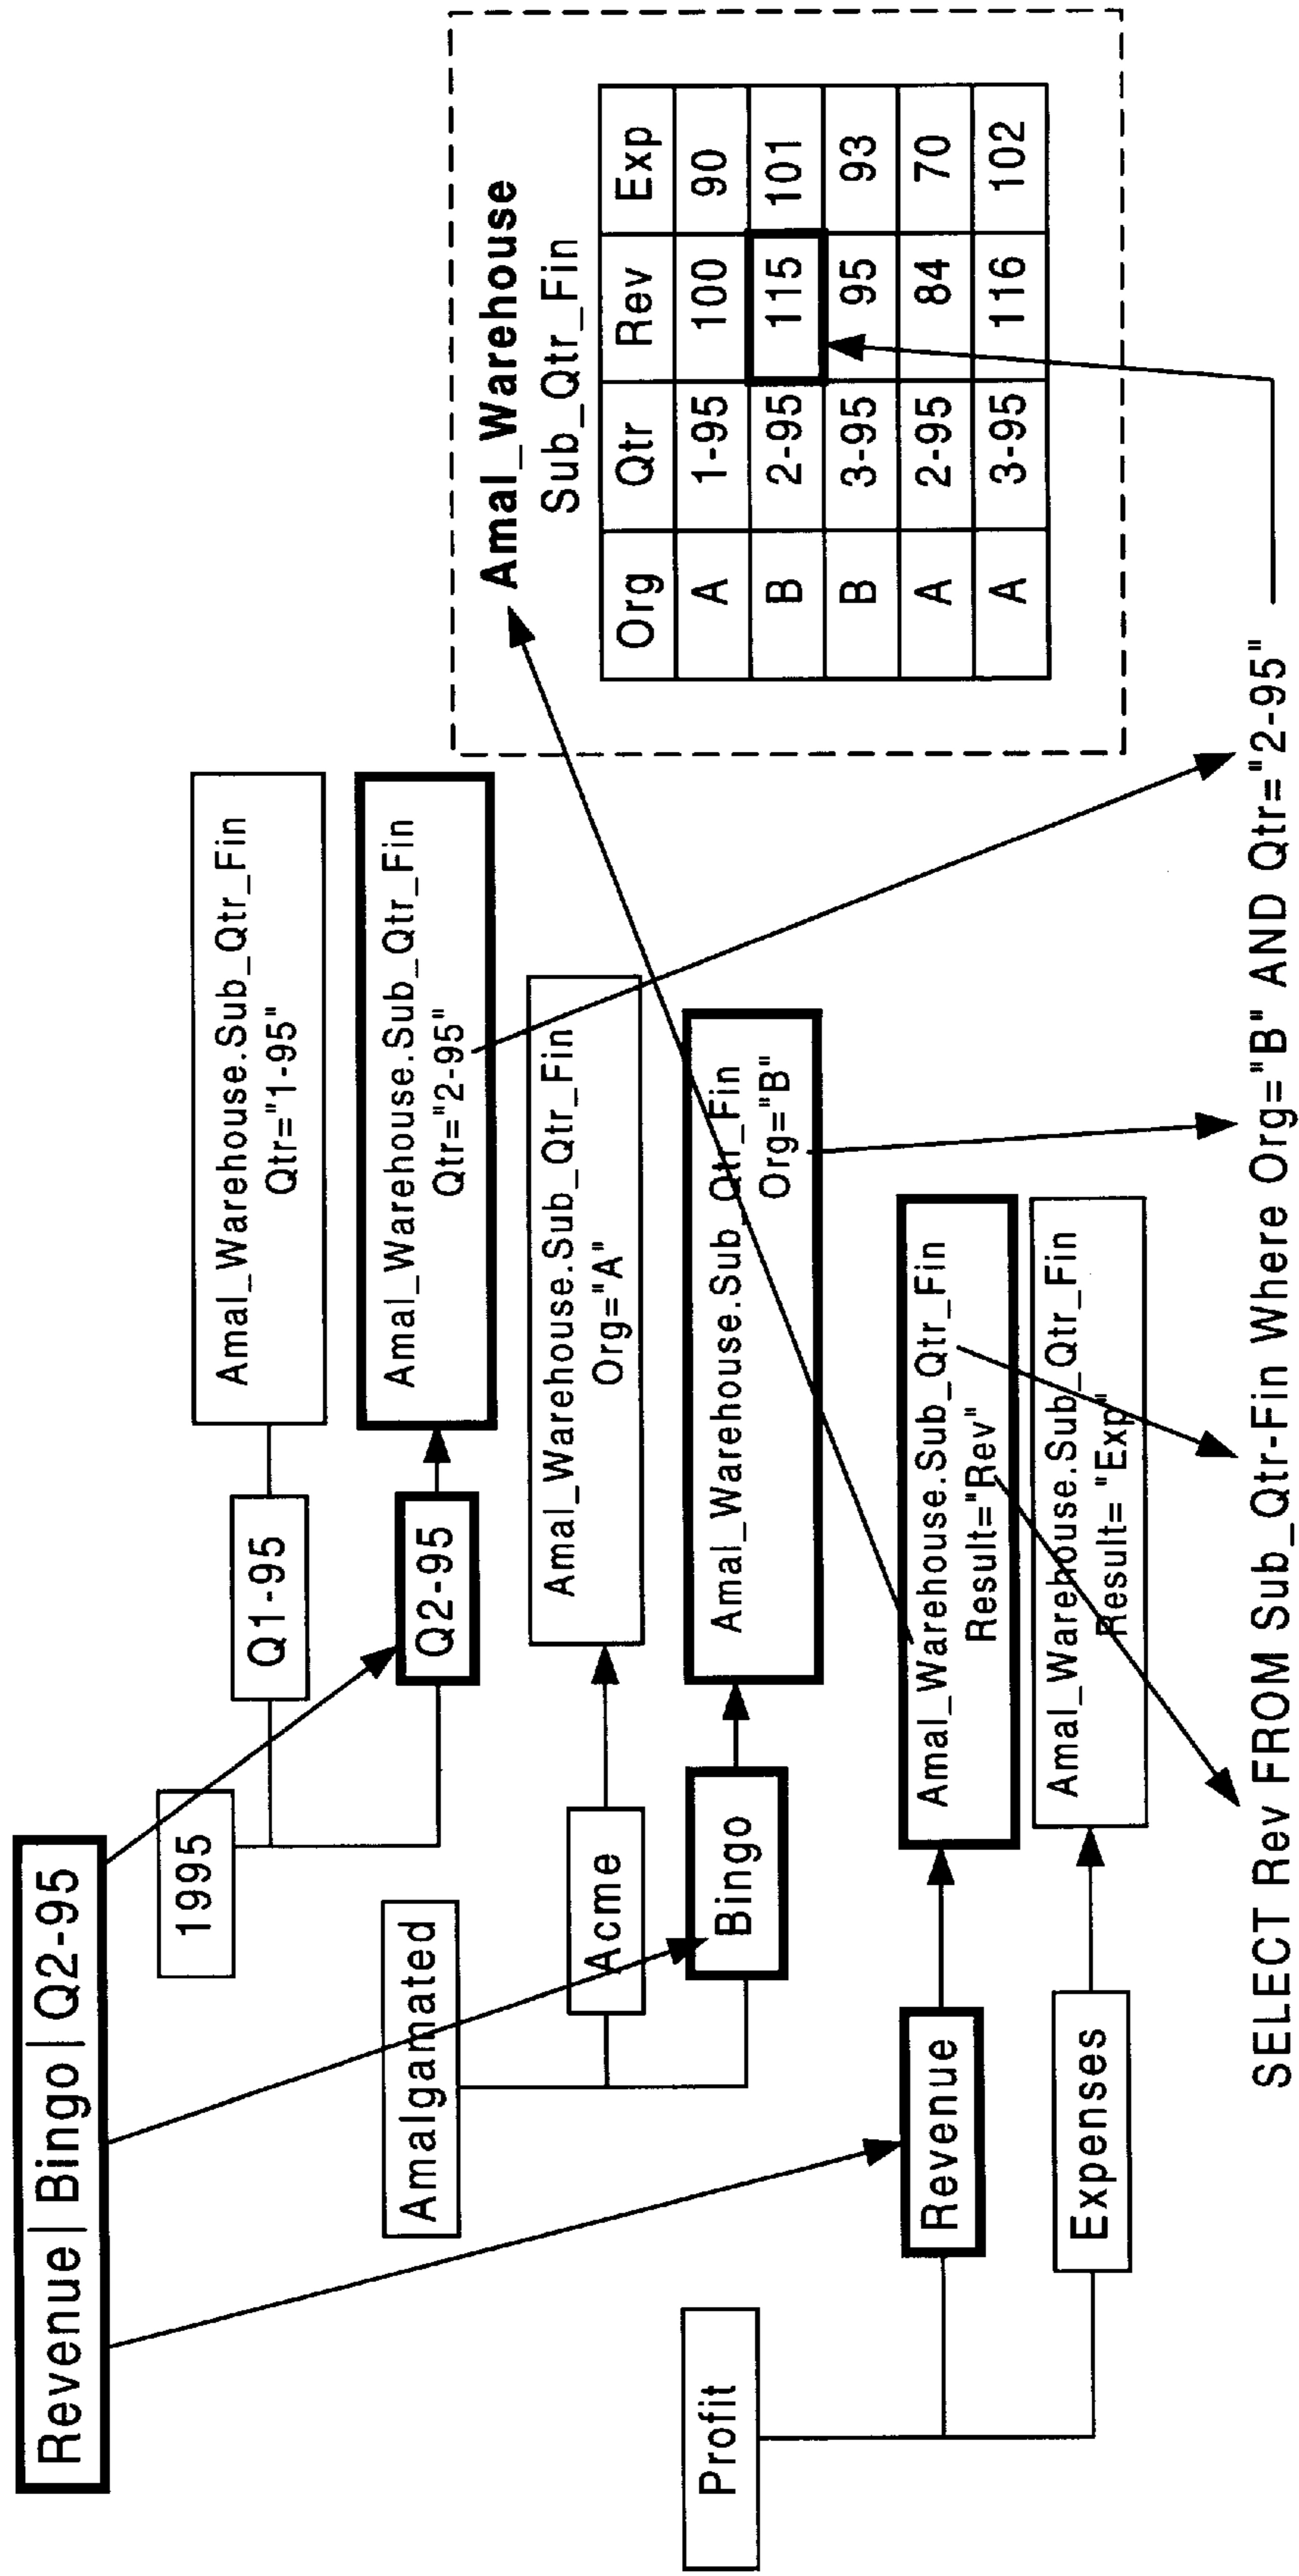 Revenue | Bingo | Q2-95
1995
Q1-95
Amal_Warehouse.Sub_Qtr_Fin
Qtr="1-95"
Q2-95
Amal_Warehouse.Sub_Qtr_Fin
Qtr="2-95"
Amalgamated
Acme
Amal_Warehouse.Sub_Qtr_Fin
Org="A"
Bingo
Amal_Warehouse.Sub_Qtr_Fin
Org="B"
Profit
Revenue
Amal_Warehouse.Sub_Qtr_Fin
Result="Rev"
Expenses
Amal_Warehouse.Sub_Qtr_Fin
Result="Exp"
Amal_Warehouse
Sub_Qtr_Fin
Org Qtr Rev Exp
A 1-95 100 90
B 2-95 115 101
B 3-95 95 93
A 2-95 84 70
A 3-95 116 102
SELECT Rev FROM Sub_Qtr-Fin Where Org="B" AND Qtr="2-95"